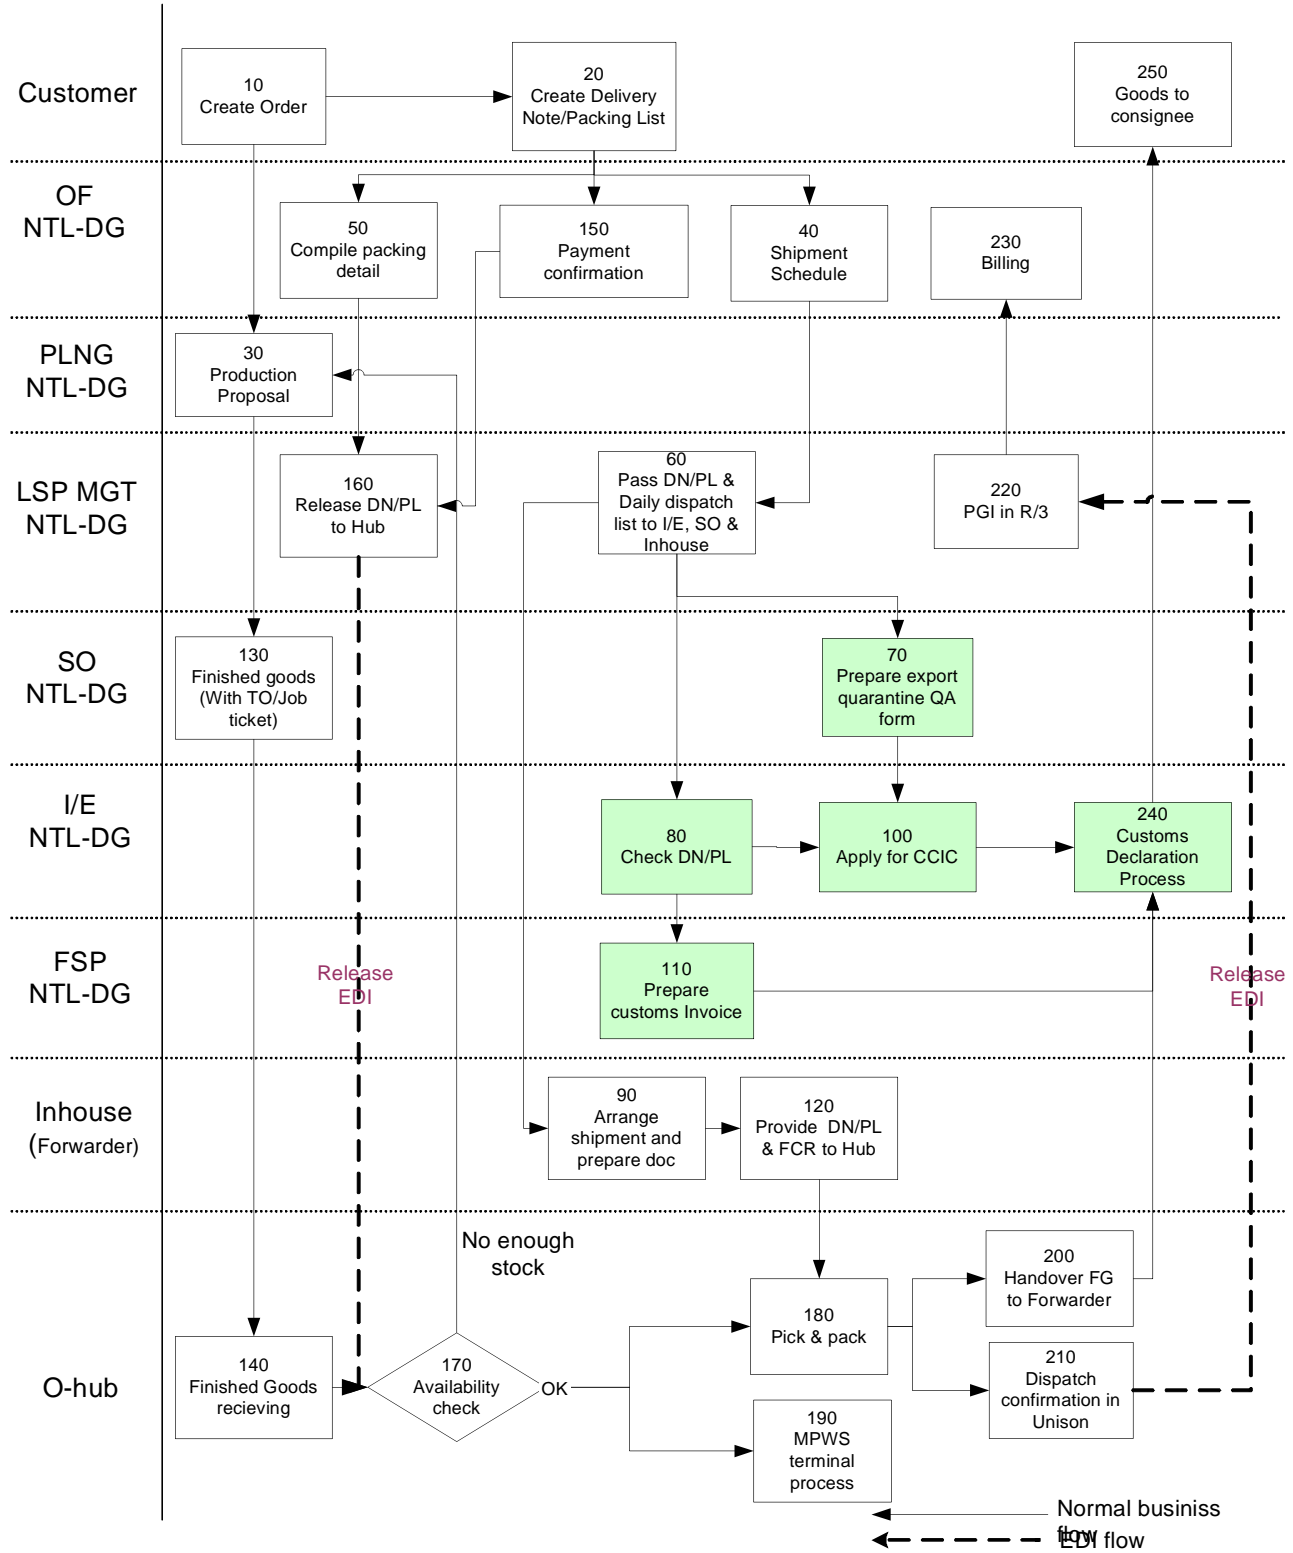 Customer
10
Create Order
20
Create Delivery
Note/Packing List
250
Goods to
consignee
OF
NTL-DG
50
Compile packing
detail
150
Payment
confirmation
40
Shipment
Schedule
230
Billing
PLNG
NTL-DG
30
Production
Proposal
LSP MGT
NTL-DG
160
Release DN/PL
to Hub
60
Pass DN/PL &
Daily dispatch
list to I/E, SO &
Inhouse
220
PGI in R/3
SO
NTL-DG
130
Finished goods
(With TO/Job
ticket)
70
Prepare export
quarantine QA
form
I/E
NTL-DG
80
Check DN/PL
100
Apply for CCIC
240
Customs
Declaration
Process
FSP
NTL-DG
Release
EDI
110
Prepare
customs Invoice
Release
EDI
Inhouse
(Forwarder)
90
Arrange
shipment and
prepare doc
120
Provide DN/PL
& FCR to Hub
No enough
stock
O-hub
140
Finished Goods
recieving
170
Availability
check
OK
180
Pick & pack
190
MPWS
terminal
process
200
Handover FG
to Forwarder
210
Dispatch
confirmation in
Unison
Normal businiss
flow
EDI flow